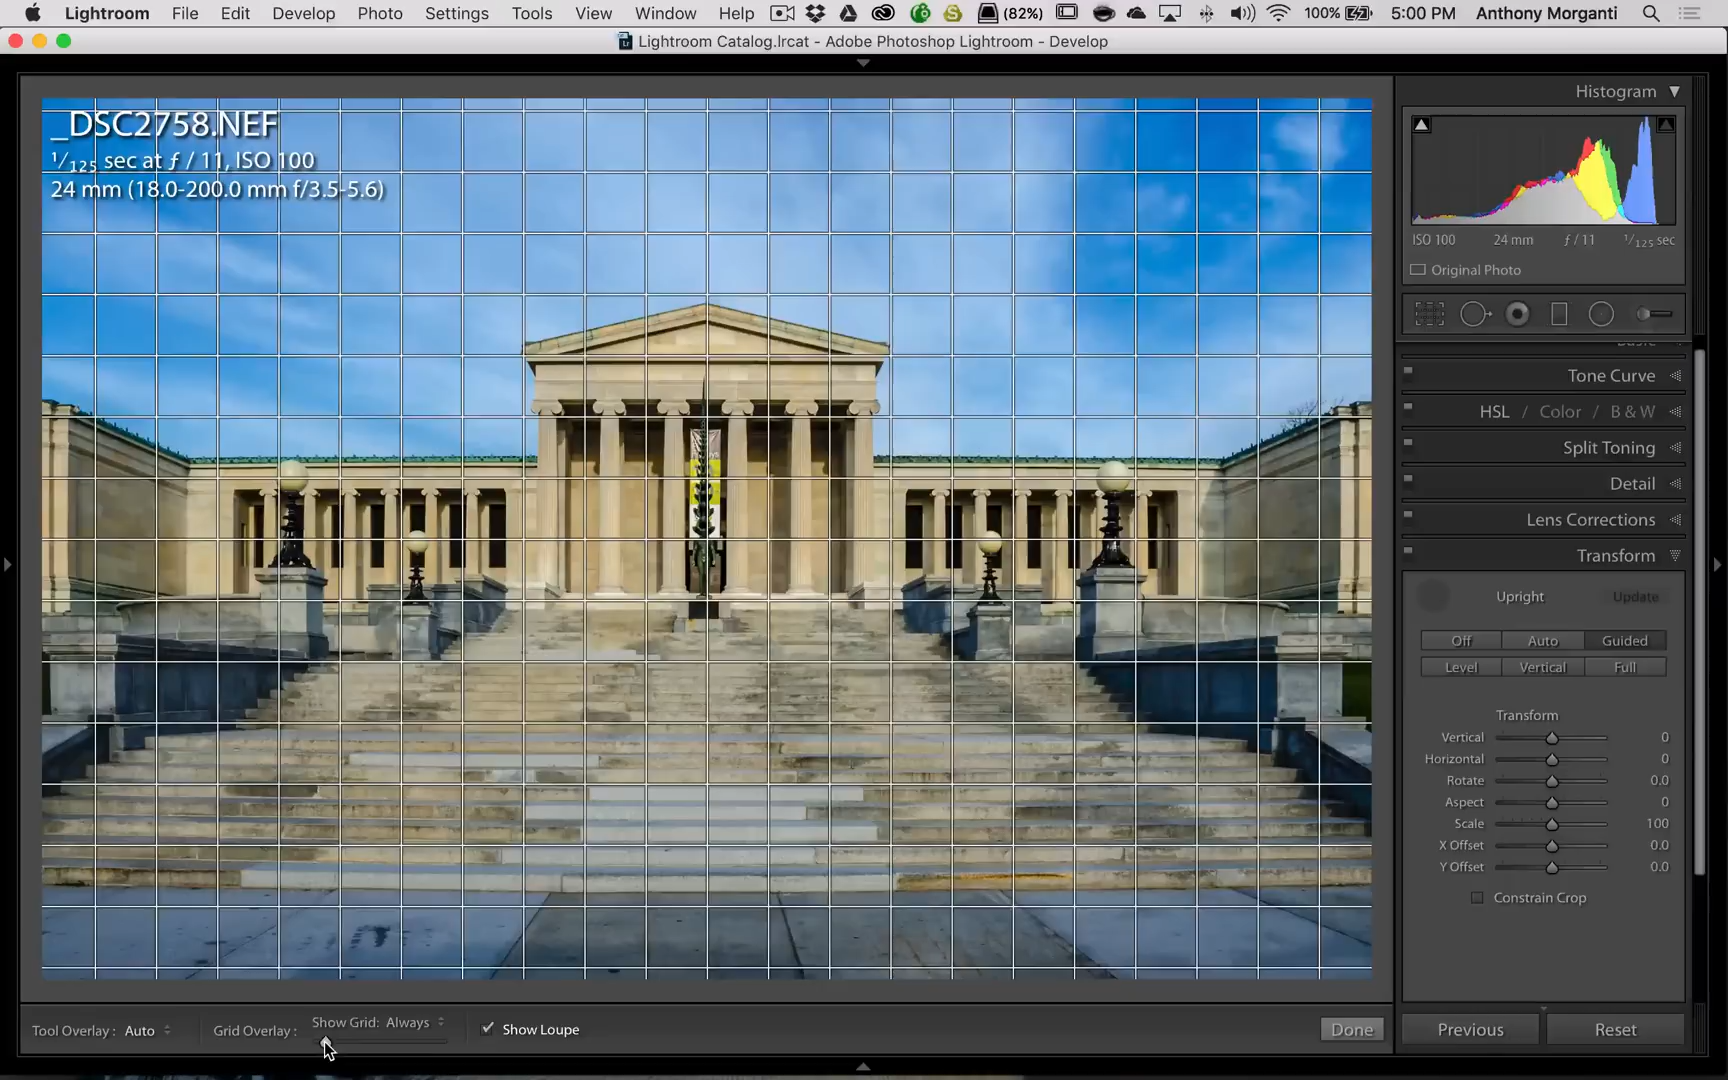 Lightroom File Edit Develop Photo Settings Tools View Window Help (82%) 100% 5:00 PM Anthony Morganti
Lightroom Catalog.lrcat - Adobe Photoshop Lightroom - Develop
_DSC2758.NEF
1/125 sec at ƒ / 11, ISO 100
24 mm (18.0-200.0 mm f/3.5-5.6)
Histogram
ISO 100 24 mm ƒ / 11 1/125 sec
Original Photo
Basic
Tone Curve
HSL / Color / B & W
Split Toning
Detail
Lens Corrections
Transform
Upright Update
Off Auto Guided
Level Vertical Full
Transform
Vertical 0
Horizontal 0
Rotate 0.0
Aspect 0
Scale 100
X Offset 0.0
Y Offset 0.0
Constrain Crop
Tool Overlay : Auto Grid Overlay : Show Grid: Always Show Loupe Done
Previous Reset